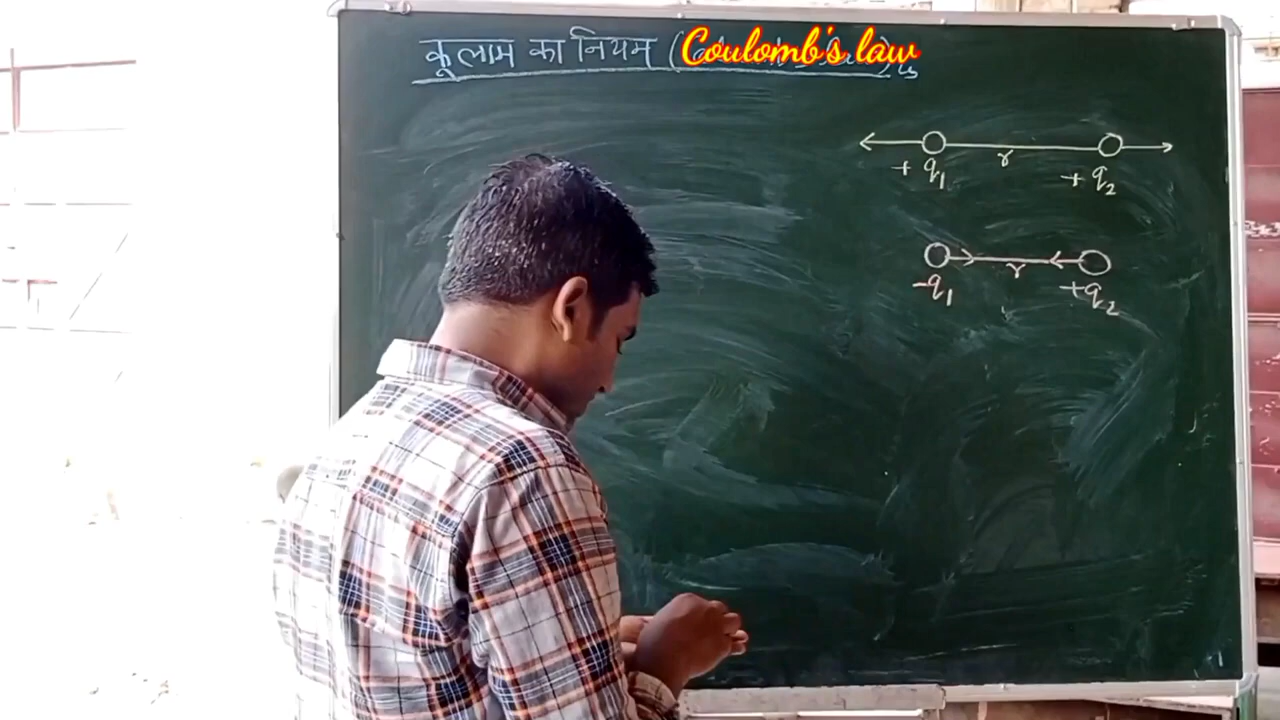 कूलाम का नियम ( Coulomb's law
r
+q₁ +q₂
r
-q₁ +q₂